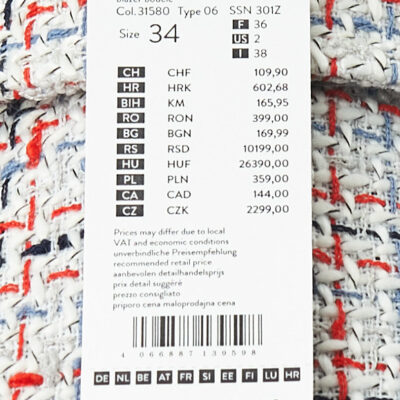 blazer bouclé
Col.31580 Type 06 SSN 301Z
Size 34
F 36
US 2
I 38
CH CHF 109,90
HR HRK 602,68
BIH KM 165,95
RO RON 399,00
BG BGN 169,99
RS RSD 10199,00
HU HUF 26390,00
PL PLN 359,00
CA CAD 144,00
CZ CZK 2299,00
Prices may differ due to local
VAT and economic conditions
unverbindliche Preisempfehlung
recommended retail price
aanbevolen detailhandelsprijs
prix detail suggéré
prezzo consigliato
priporo cena maloprodajna cena
4 066887 139598
DE NL BE AT FR SI EE FI LU HR